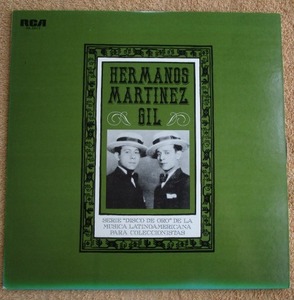 RCA
HERMANOS
MARTINEZ
GIL
SERIE "DISCO DE ORO" DE LA
MUSICA LATINOAMERICANA
PARA COLECCIONISTAS